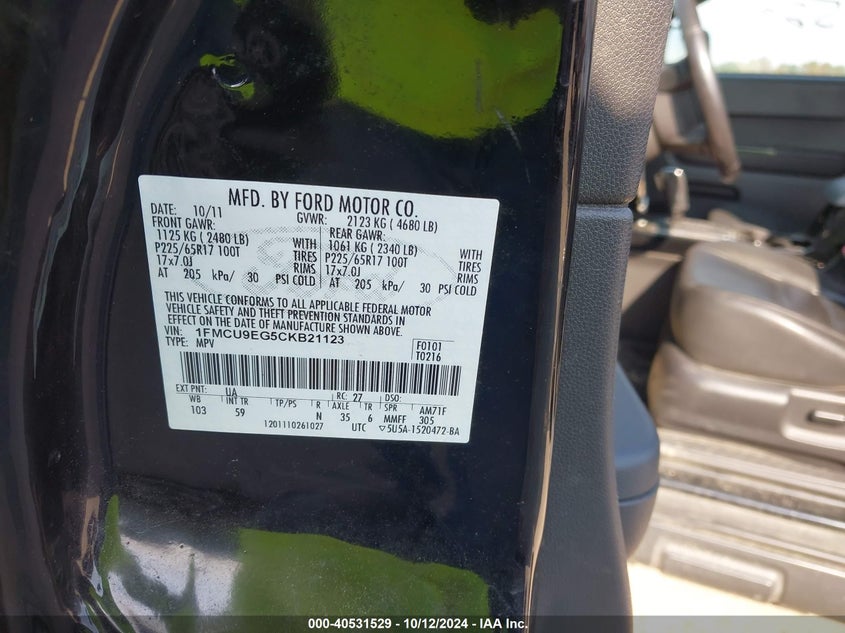 MFD. BY FORD MOTOR CO.
DATE: 10/11 GVWR: 2123 KG ( 4680 LB)
FRONT GAWR: REAR GAWR:
1125 KG ( 2480 LB) WITH 1061 KG ( 2340 LB) WITH
P225/65R17 100T TIRES P225/65R17 100T TIRES
17x7.0J RIMS 17x7.0J RIMS
AT 205 kPa/ 30 PSI COLD AT 205 kPa/ 30 PSI COLD
THIS VEHICLE CONFORMS TO ALL APPLICABLE FEDERAL MOTOR
VEHICLE SAFETY AND THEFT PREVENTION STANDARDS IN
EFFECT ON THE DATE OF MANUFACTURE SHOWN ABOVE.
VIN: 1FMCU9EG5CKB21123 F0101
TYPE: MPV T0216
EXT PNT: UA RC: 27 DSO:
WB INT TR TP/PS R AXLE TR SPR AM71F
103 59 N 35 6 MMFF 305
1201110261027 UTC ▽5U5A-1520472-BA
000-40531529 - 10/12/2024 - IAA Inc.